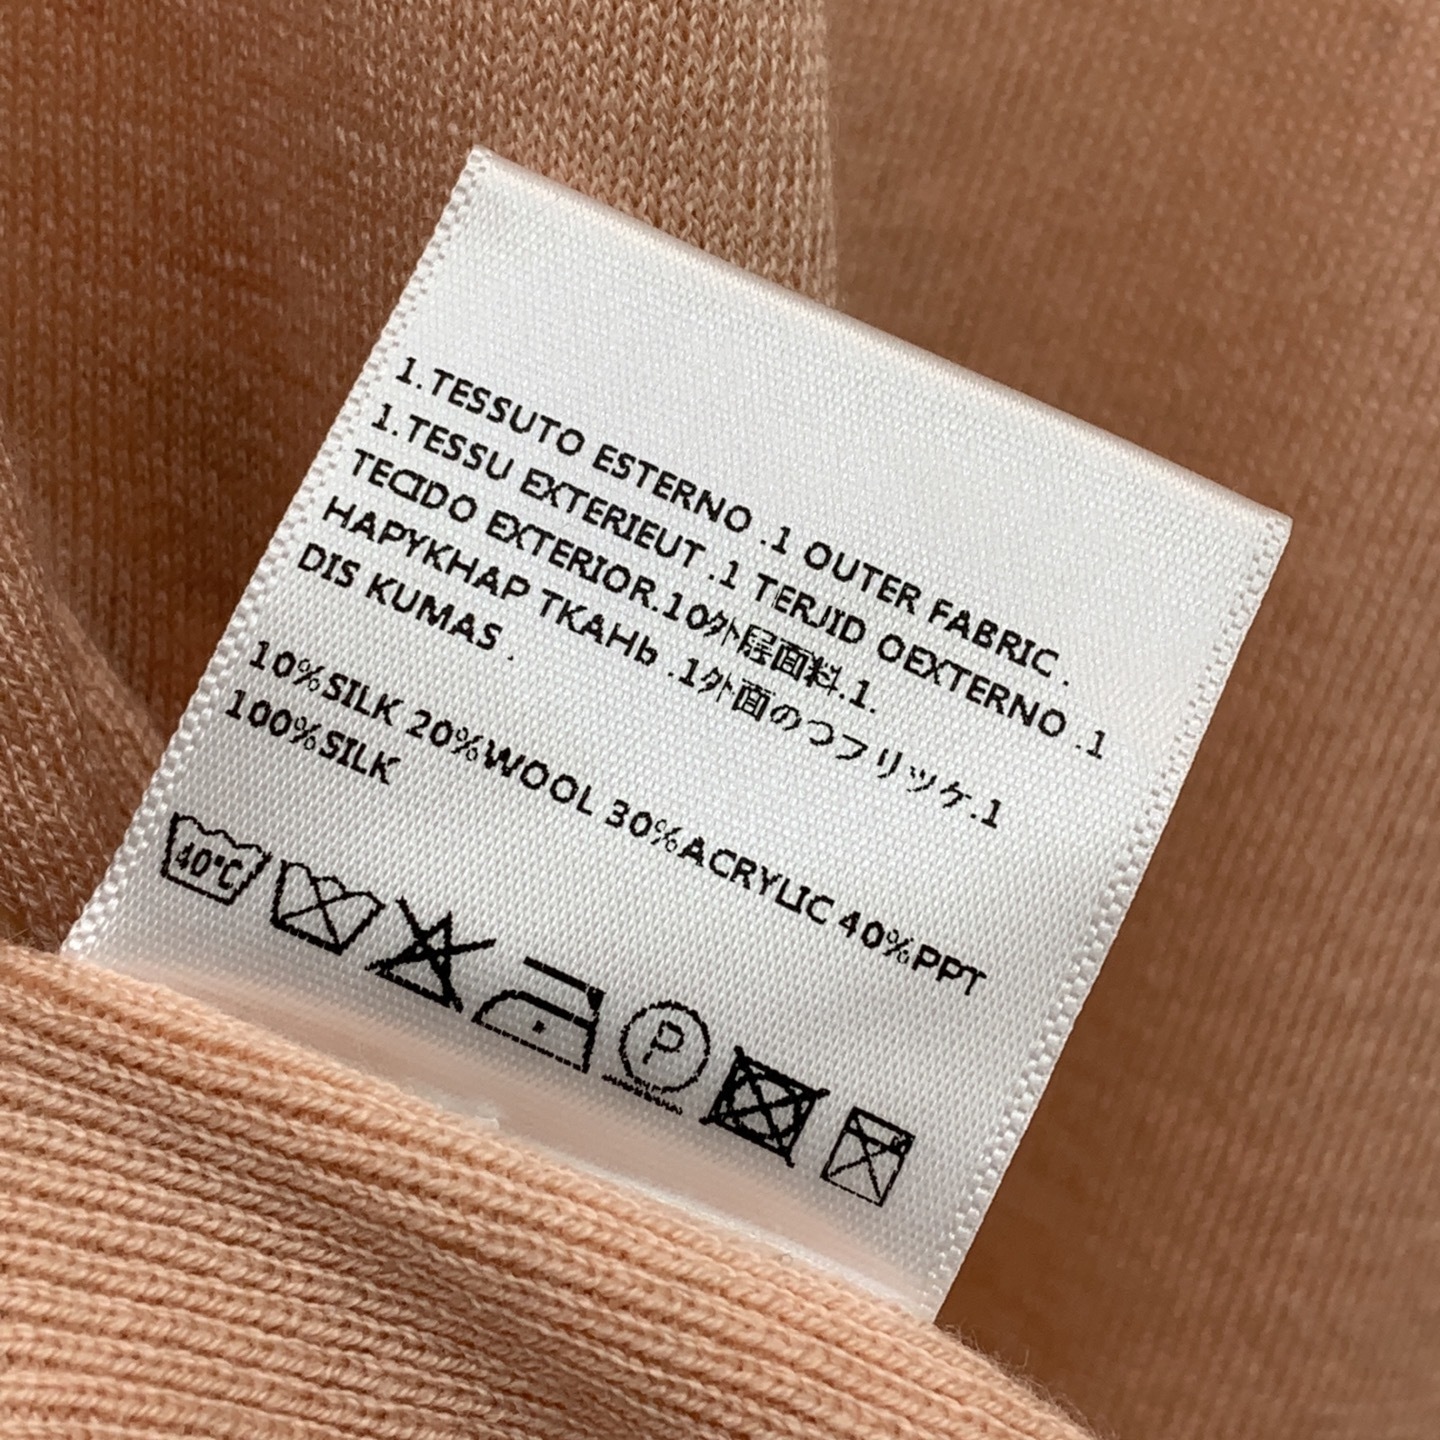 1.TESSUTO ESTERNO .1 OUTER FABRIC .
1.TESSU EXTERIEUT .1 TERJID OEXTERNO .1
TECIDO EXTERIOR.10外层面料.1.
HAPYKHAP TKAHb .1外面のつフリツケ.1
DIS KUMAS .
10%SILK 20%WOOL 30%ACRYLIC 40%PPT
100%SILK
40°C
P